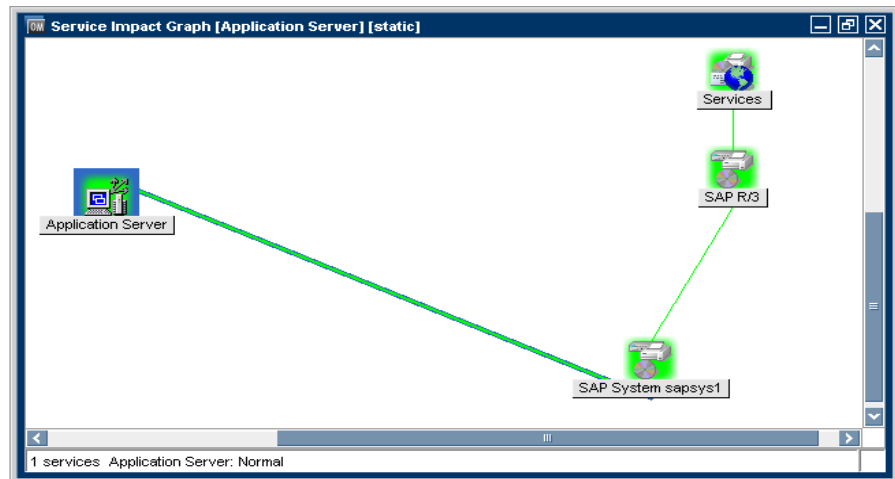 OM Service Impact Graph [Application Server] [static]
Services
SAP R/3
Application Server
SAP System sapsys1
1 services Application Server: Normal